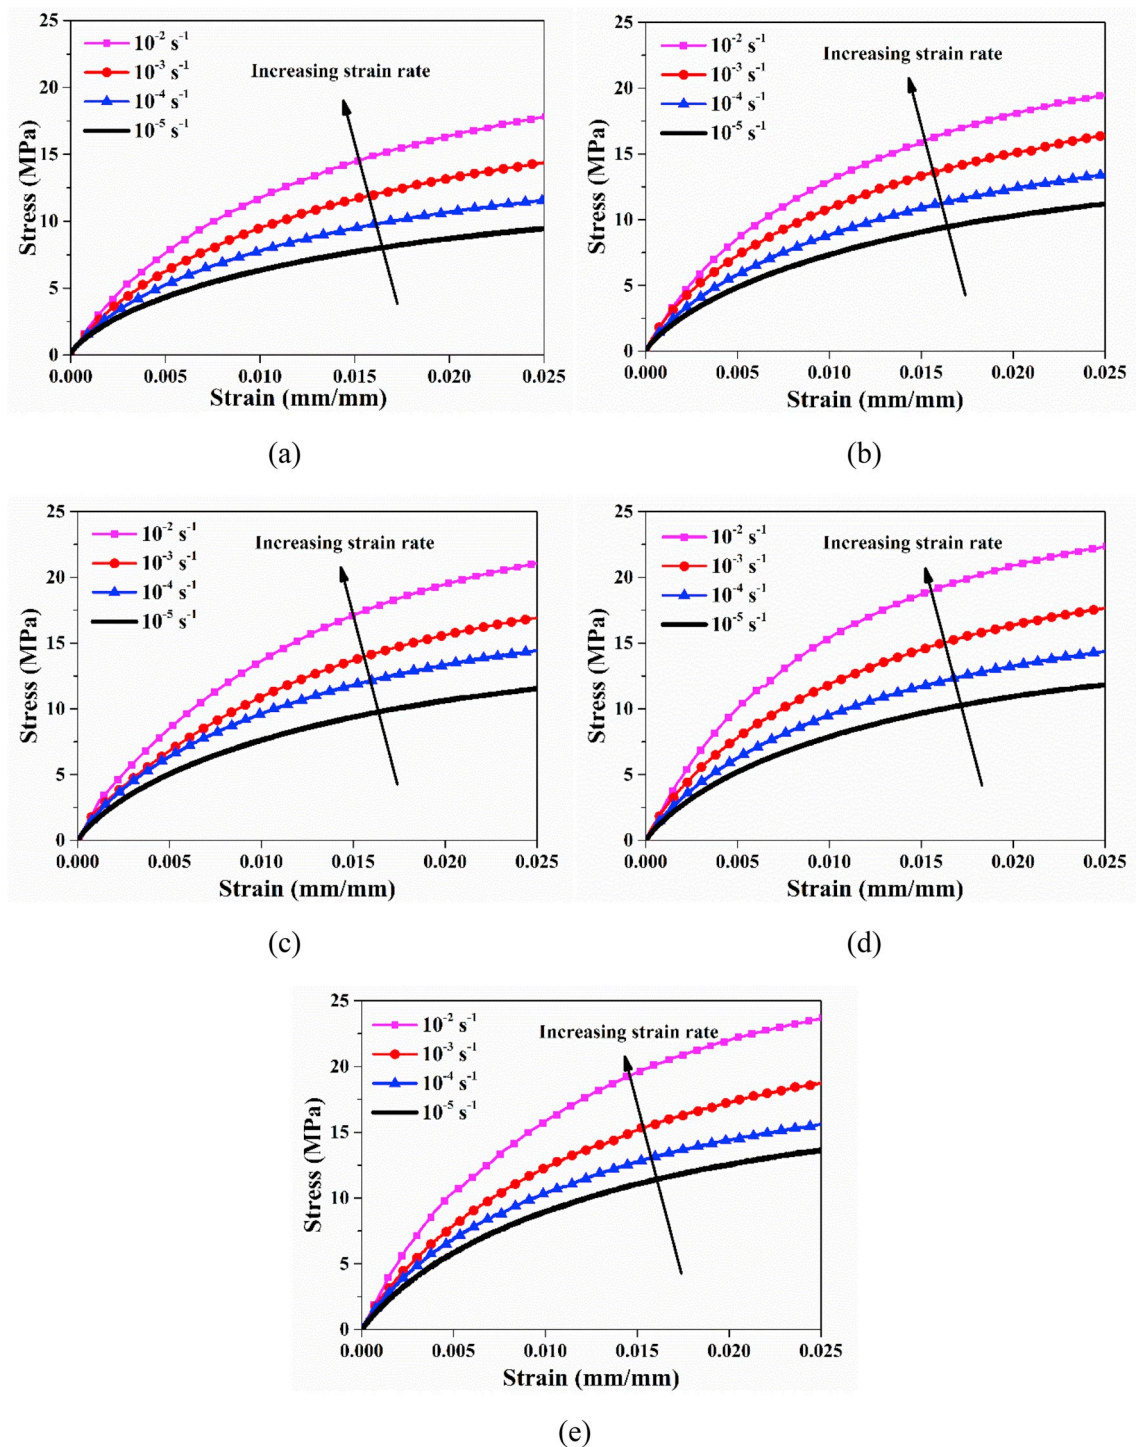 25
20
15
10
5
0
Stress (MPa)
10⁻² s⁻¹
10⁻³ s⁻¹
10⁻⁴ s⁻¹
10⁻⁵ s⁻¹
Increasing strain rate
0.000 0.005 0.010 0.015 0.020 0.025
Strain (mm/mm)
(a)
25
20
15
10
5
0
Stress (MPa)
10⁻² s⁻¹
10⁻³ s⁻¹
10⁻⁴ s⁻¹
10⁻⁵ s⁻¹
Increasing strain rate
0.000 0.005 0.010 0.015 0.020 0.025
Strain (mm/mm)
(b)
25
20
15
10
5
0
Stress (MPa)
10⁻² s⁻¹
10⁻³ s⁻¹
10⁻⁴ s⁻¹
10⁻⁵ s⁻¹
Increasing strain rate
0.000 0.005 0.010 0.015 0.020 0.025
Strain (mm/mm)
(c)
25
20
15
10
5
0
Stress (MPa)
10⁻² s⁻¹
10⁻³ s⁻¹
10⁻⁴ s⁻¹
10⁻⁵ s⁻¹
Increasing strain rate
0.000 0.005 0.010 0.015 0.020 0.025
Strain (mm/mm)
(d)
25
20
15
10
5
0
Stress (MPa)
10⁻² s⁻¹
10⁻³ s⁻¹
10⁻⁴ s⁻¹
10⁻⁵ s⁻¹
Increasing strain rate
0.000 0.005 0.010 0.015 0.020 0.025
Strain (mm/mm)
(e)